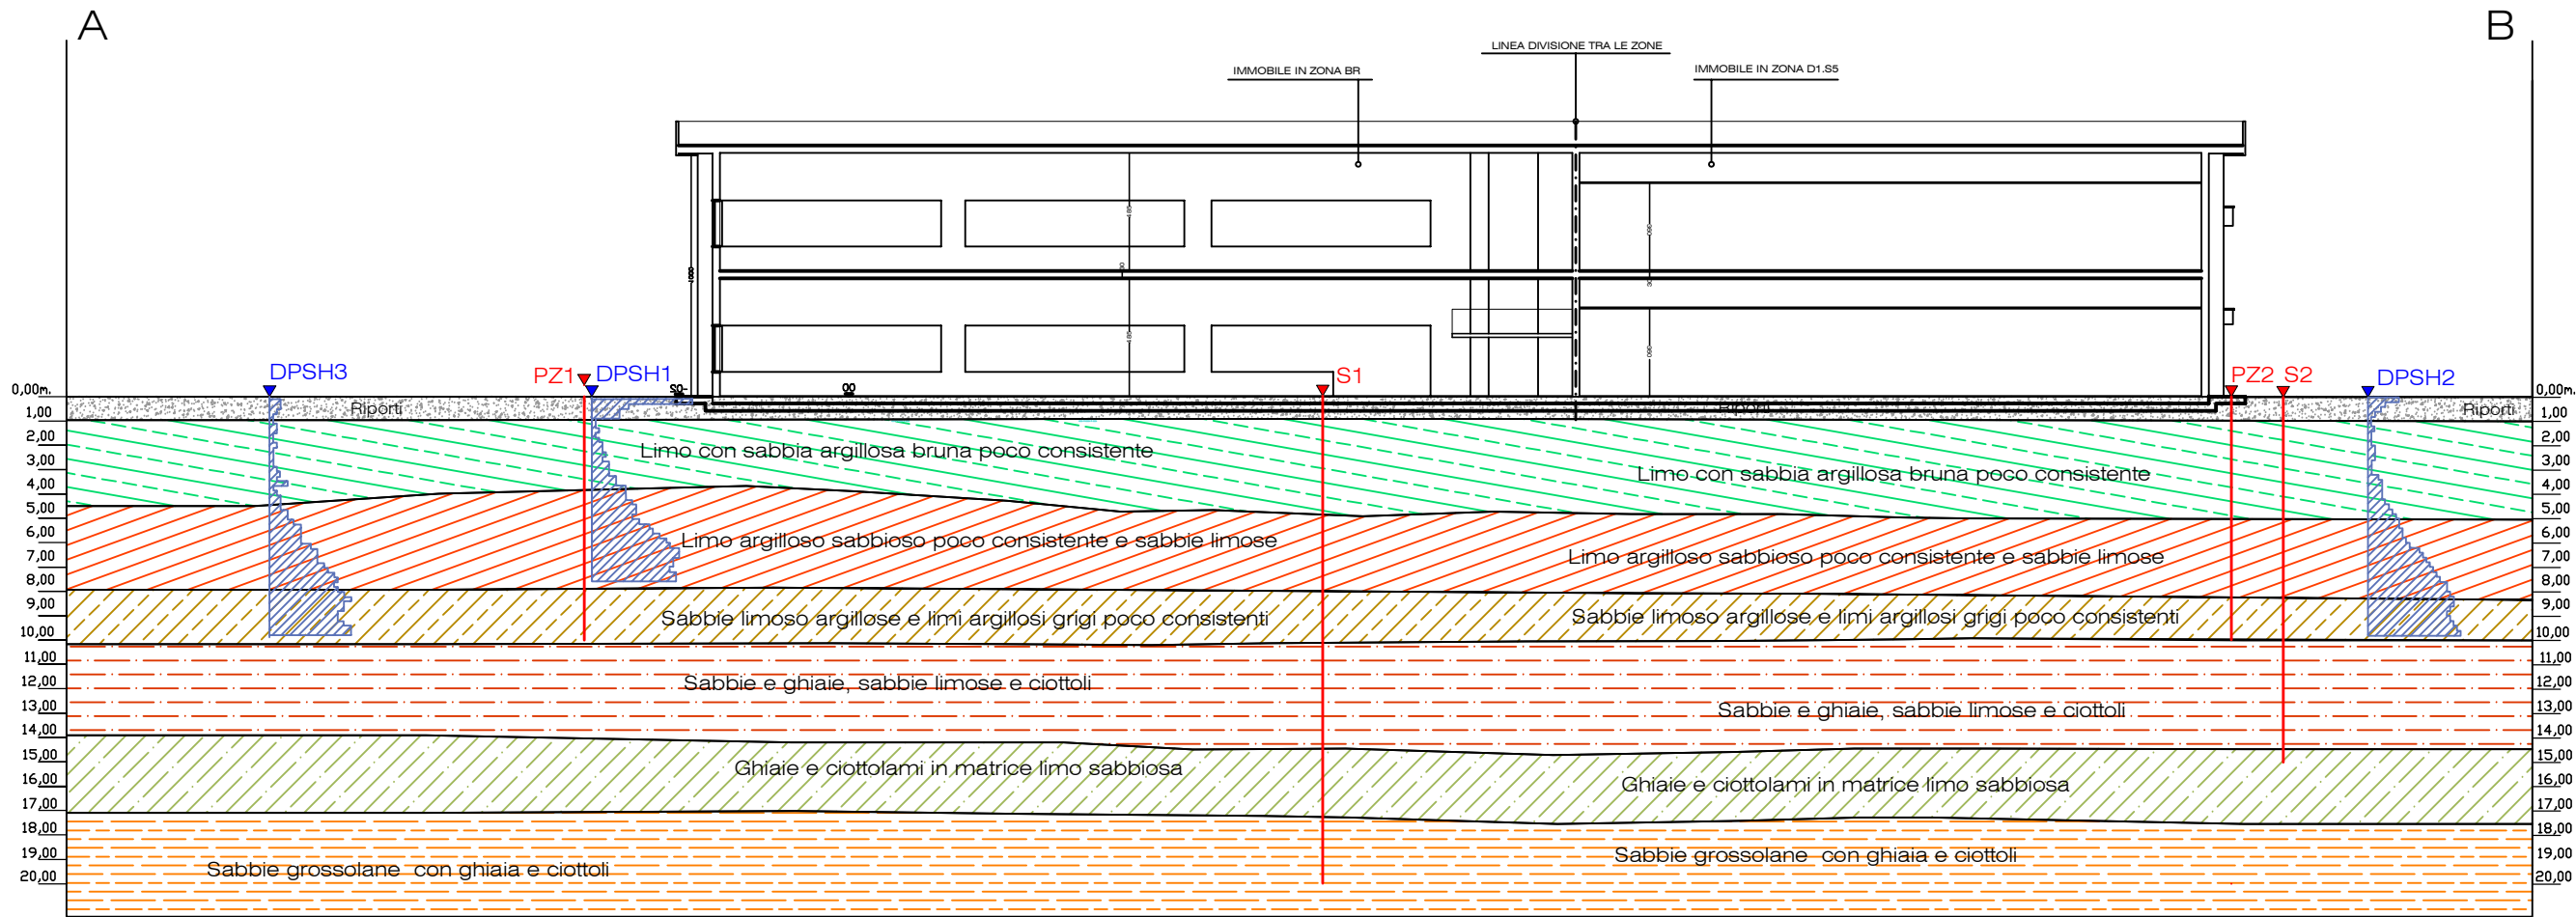 A
B
LINEA DIVISIONE TRA LE ZONE
IMMOBILE IN ZONA BR
IMMOBILE IN ZONA D1.S5
DPSH3
PZ1
DPSH1
S1
PZ2
S2
DPSH2
0,00m.
0,00m.
1,00
Riporti
Riporti
Riporti
1,00
2,00
2,00
3,00
Limo con sabbia argillosa bruna poco consistente
Limo con sabbia argillosa bruna poco consistente
3,00
4,00
4,00
5,00
5,00
6,00
Limo argilloso sabbioso poco consistente e sabbie limose
Limo argilloso sabbioso poco consistente e sabbie limose
6,00
7,00
7,00
8,00
8,00
9,00
9,00
Sabbie limoso argillose e limi argillosi grigi poco consistenti
Sabbie limoso argillose e limi argillosi grigi poco consistenti
10,00
10,00
11,00
11,00
12,00
Sabbie e ghiaie, sabbie limose e ciottoli
Sabbie e ghiaie, sabbie limose e ciottoli
12,00
13,00
13,00
14,00
14,00
15,00
Ghiaie e ciottolami in matrice limo sabbiosa
Ghiaie e ciottolami in matrice limo sabbiosa
15,00
16,00
16,00
17,00
17,00
18,00
18,00
19,00
Sabbie grossolane con ghiaia e ciottoli
Sabbie grossolane con ghiaia e ciottoli
19,00
20,00
20,00